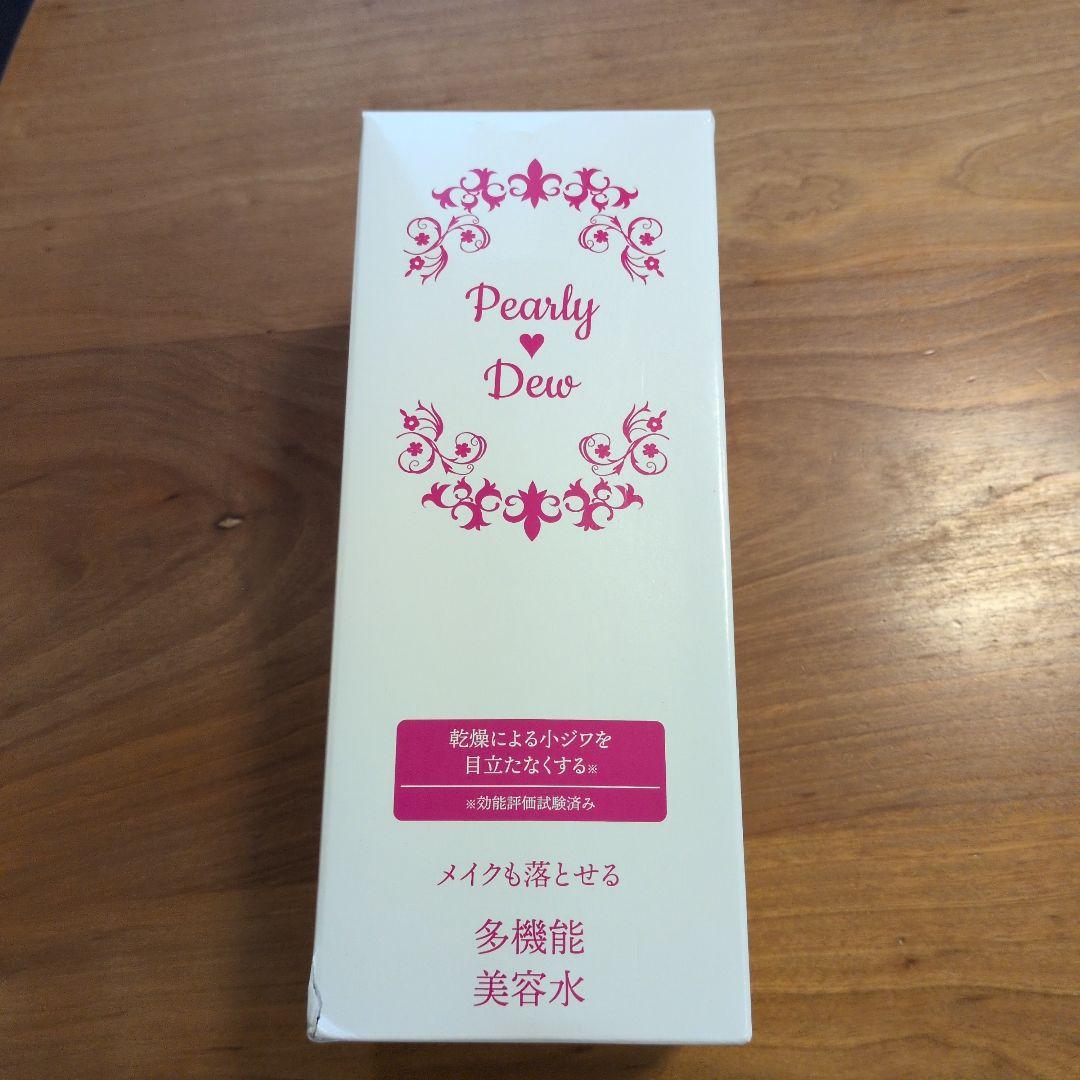 Pearly
♥
Dew
乾燥による小ジワを
目立たなくする※
※効能評価試験済み
メイクも落とせる
多機能
美容水